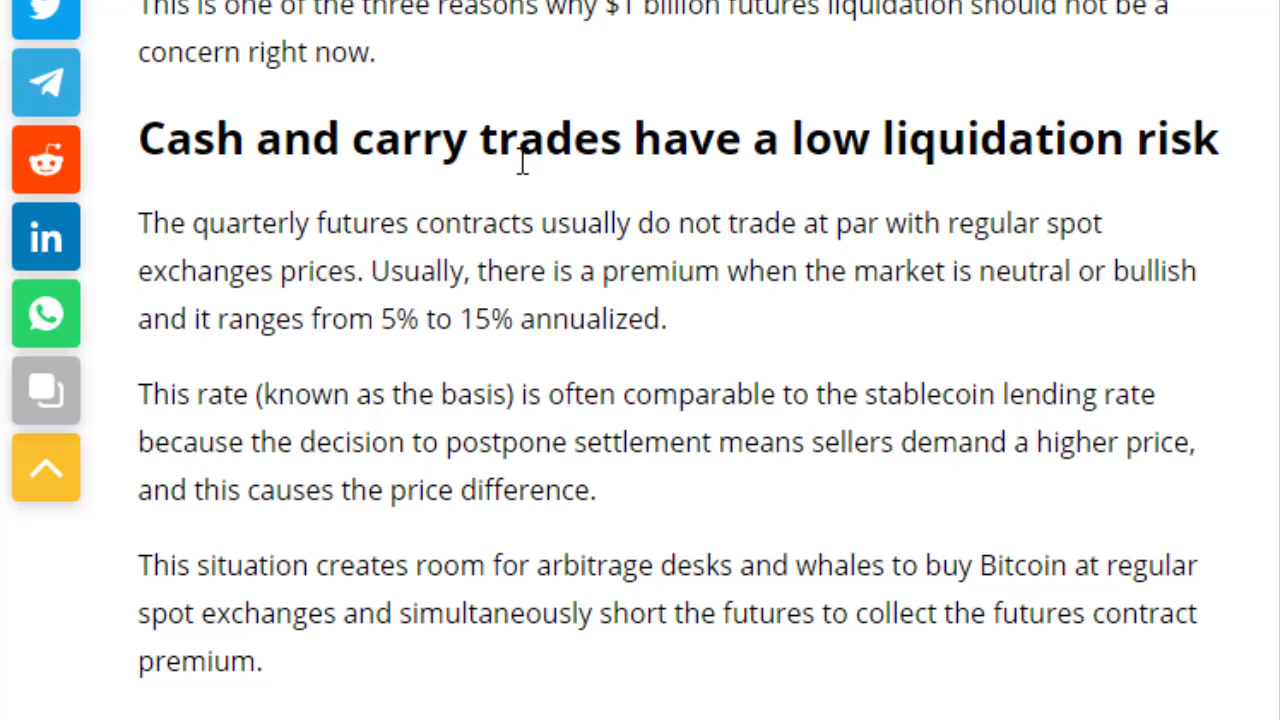 This is one of the three reasons why $1 billion futures liquidation should not be a
concern right now.
Cash and carry trades have a low liquidation risk
The quarterly futures contracts usually do not trade at par with regular spot
exchanges prices. Usually, there is a premium when the market is neutral or bullish
and it ranges from 5% to 15% annualized.
This rate (known as the basis) is often comparable to the stablecoin lending rate
because the decision to postpone settlement means sellers demand a higher price,
and this causes the price difference.
This situation creates room for arbitrage desks and whales to buy Bitcoin at regular
spot exchanges and simultaneously short the futures to collect the futures contract
premium.
in